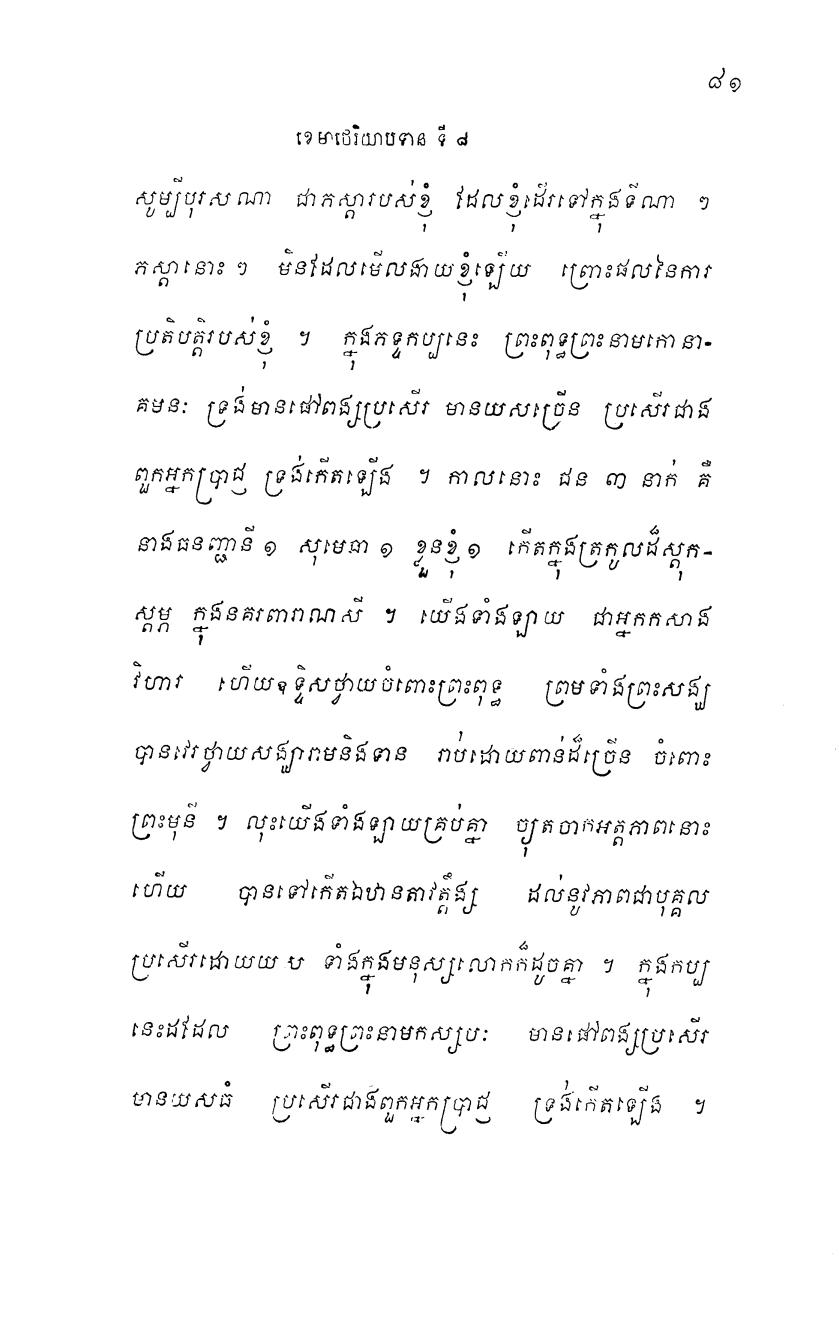 ៨១
ខេមាថេរិយាបទាន ទី ៨
សូម្បីបុរសណា ជាភស្តារបស់ខ្ញុំ ដែលខ្ញុំដើរទៅក្នុងទីណា ៗ
ភស្តានោះ ៗ មិនដែលមើលងាយខ្ញុំឡើយ ព្រោះផលនៃការ
ប្រតិបត្តិរបស់ខ្ញុំ ។ ក្នុងភទ្ទកប្បនេះ ព្រះពុទ្ធព្រះនាមកោនា-
គមនៈ ទ្រង់មានផៅពង្សប្រសើរ មានយសច្រើន ប្រសើរជាង
ពួកអ្នកប្រាជ្ញ ទ្រង់កើតឡើង ។ កាលនោះ ជន ៣ នាក់ គឺ
នាងធនញ្ជានី ១ សុមេធា ១ ខ្លួនខ្ញុំ ១ កើតក្នុងត្រកូលដ៏ស្តុក-
ស្តម្ភ ក្នុងនគរពារាណសី ។ យើងទាំងឡាយ ជាអ្នកកសាង
វិហារ ហើយឧទ្ទិសថ្វាយចំពោះព្រះពុទ្ធ ព្រមទាំងព្រះសង្ឃ
បានវេរថ្វាយសង្ឃារាមនិងទាន រាប់ដោយពាន់ដ៏ច្រើន ចំពោះ
ព្រះមុនី ។ លុះយើងទាំងឡាយគ្រប់គ្នា ច្យុតចាកអត្តភាពនោះ
ហើយ បានទៅកើតឯឋានតាវត្តឹង្ស ដល់នូវភាពជាបុគ្គល
ប្រសើរដោយយស ទាំងក្នុងមនុស្សលោកក៏ដូចគ្នា ។ ក្នុងកប្ប
នេះដដែល ព្រះពុទ្ធព្រះនាមកស្សបៈ មានផៅពង្សប្រសើរ
មានយសធំ ប្រសើរជាងពួកអ្នកប្រាជ្ញ ទ្រង់កើតឡើង ។